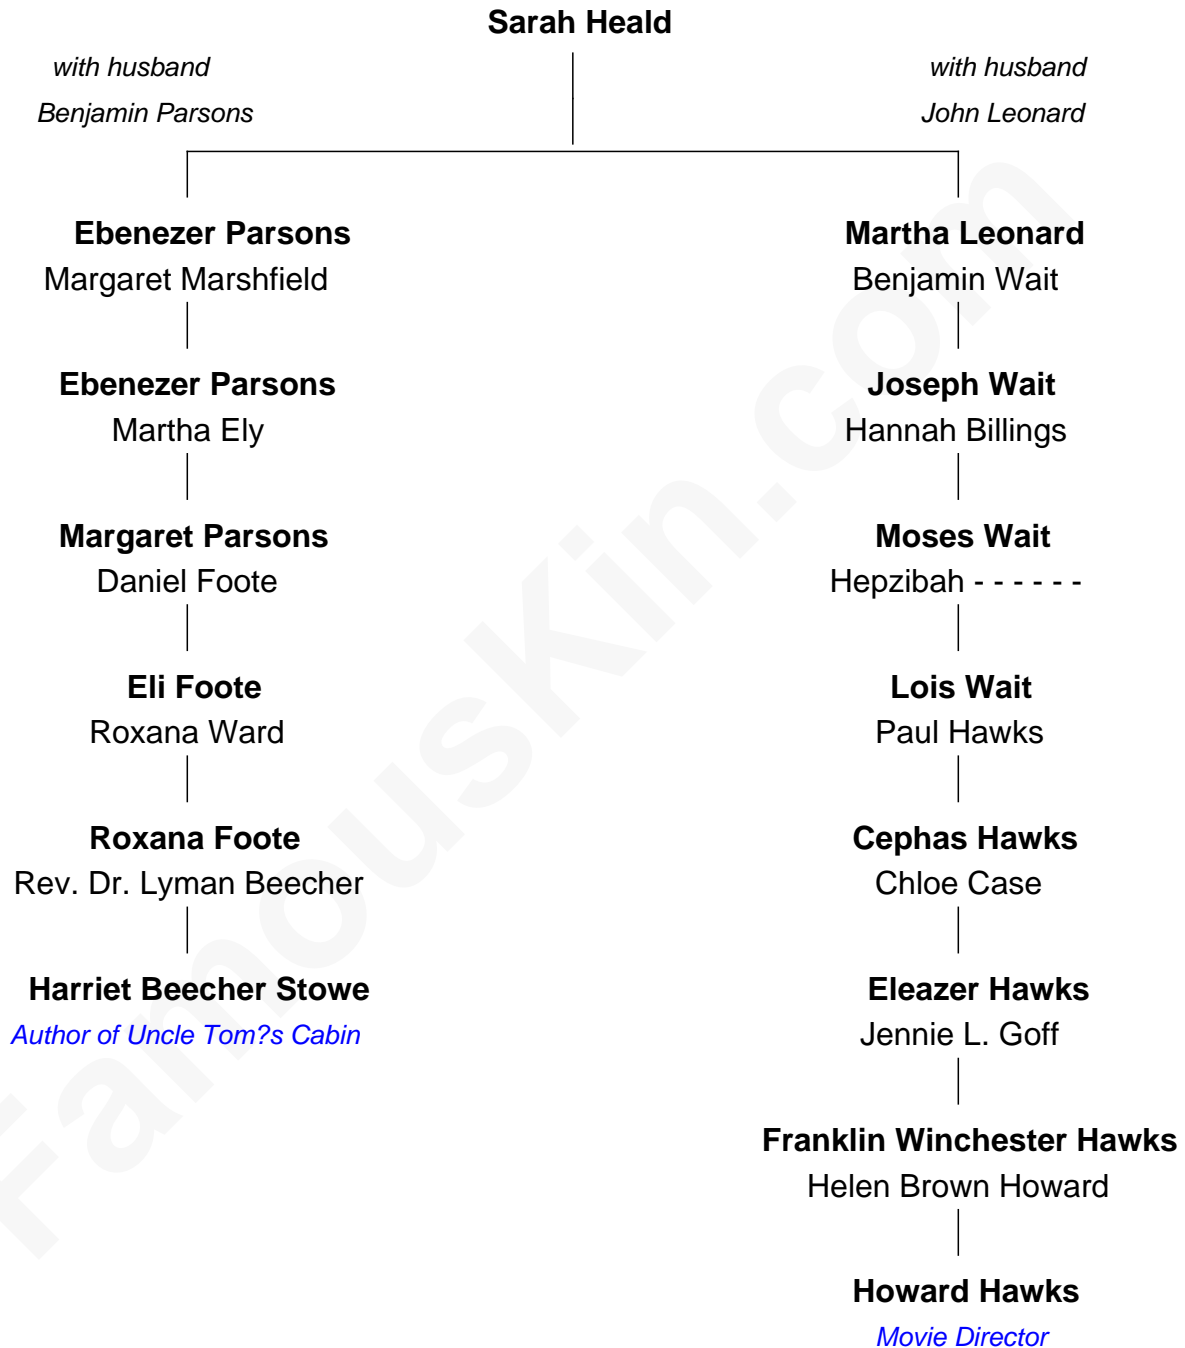 Sarah Heald
with husband
Benjamin Parsons
with husband
John Leonard
Ebenezer Parsons
Margaret Marshfield
Martha Leonard
Benjamin Wait
Ebenezer Parsons
Martha Ely
Joseph Wait
Hannah Billings
Margaret Parsons
Daniel Foote
Moses Wait
Hepzibah - - - - - -
Eli Foote
Roxana Ward
Lois Wait
Paul Hawks
Roxana Foote
Rev. Dr. Lyman Beecher
Cephas Hawks
Chloe Case
Harriet Beecher Stowe
Author of Uncle Tom?s Cabin
Eleazer Hawks
Jennie L. Goff
Franklin Winchester Hawks
Helen Brown Howard
Howard Hawks
Movie Director
FamousKin.com